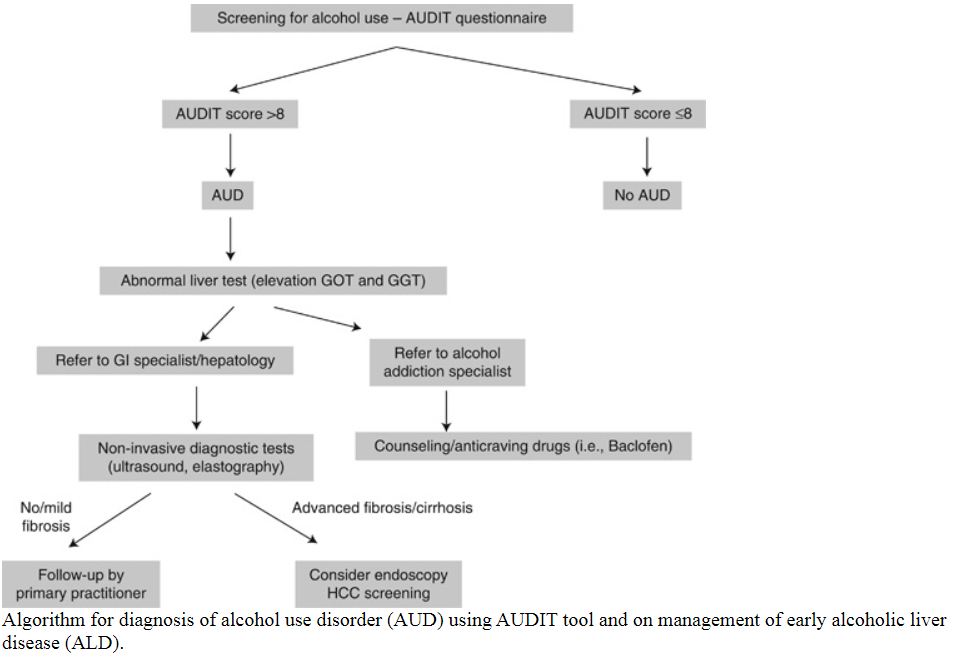 Screening for alcohol use – AUDIT questionnaire
AUDIT score >8
AUDIT score ≤8
AUD
No AUD
Abnormal liver test (elevation GOT and GGT)
Refer to GI specialist/hepatology
Refer to alcohol
addiction specialist
Non-invasive diagnostic tests
(ultrasound, elastography)
Counseling/anticraving drugs (i.e., Baclofen)
No/mild
fibrosis
Advanced fibrosis/cirrhosis
Follow-up by
primary practitioner
Consider endoscopy
HCC screening
Algorithm for diagnosis of alcohol use disorder (AUD) using AUDIT tool and on management of early alcoholic liver
disease (ALD).